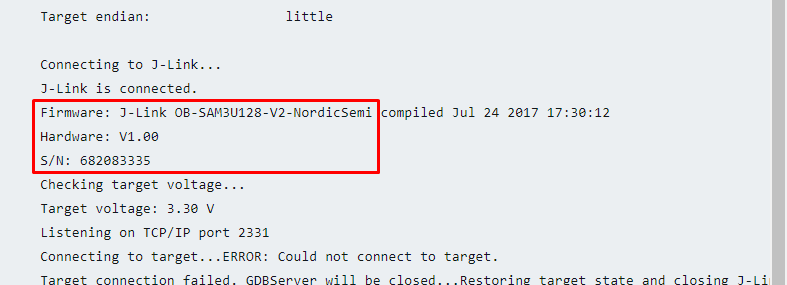 Target endian: little
Connecting to J-Link...
J-Link is connected.
Firmware: J-Link OB-SAM3U128-V2-NordicSemi compiled Jul 24 2017 17:30:12
Hardware: V1.00
S/N: 682083335
Checking target voltage...
Target voltage: 3.30 V
Listening on TCP/IP port 2331
Connecting to target...ERROR: Could not connect to target.
Target connection failed. GDBServer will be closed...Restoring target state and closing J-Li